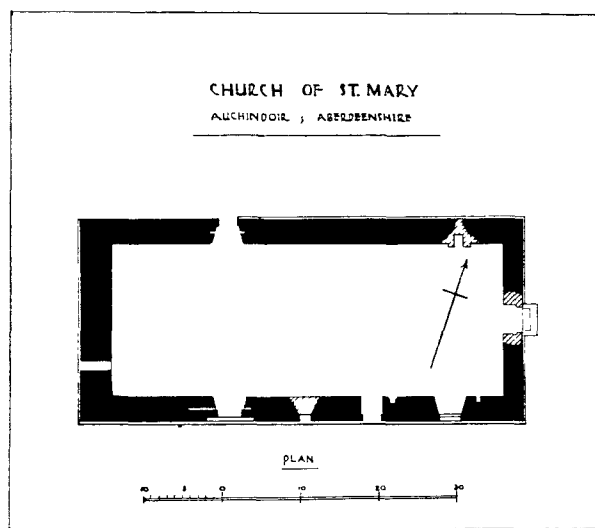 CHURCH OF ST. MARY
AUCHINDOIR ; ABERDEENSHIRE
PLAN
10 5 0 10 20 30